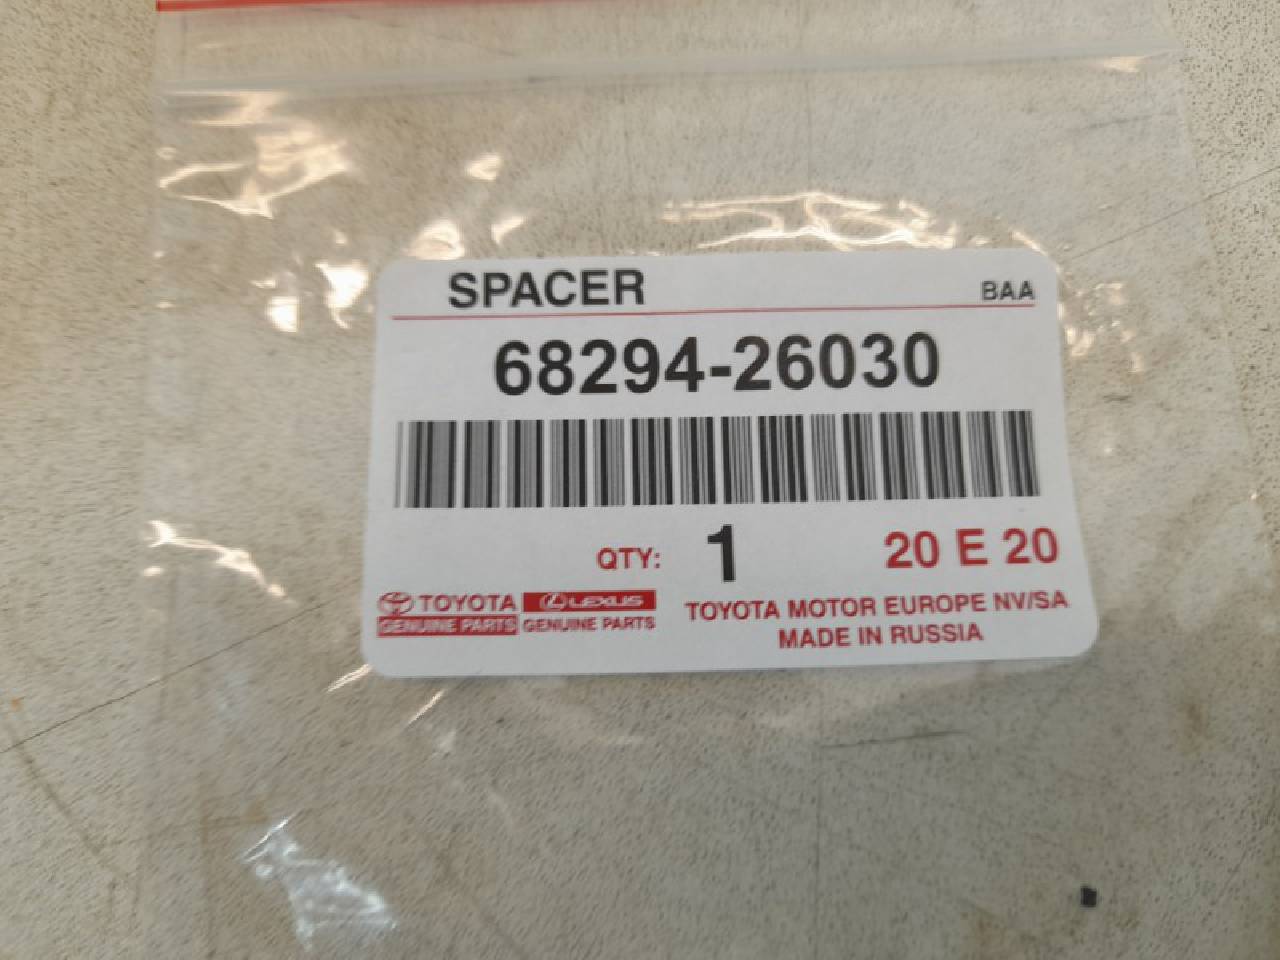 SPACER BAA
68294-26030
QTY: 1 20 E 20
TOYOTA LEXUS TOYOTA MOTOR EUROPE NV/SA
GENUINE PARTS GENUINE PARTS MADE IN RUSSIA